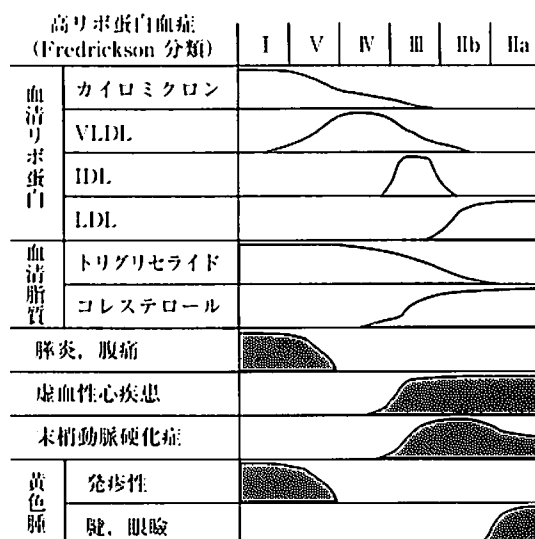 高リポ蛋白血症
(Fredrickson 分類)
I V IV III IIb IIa
血清リポ蛋白
カイロミクロン
VLDL
IDL
LDL
血清脂質
トリグリセライド
コレステロール
膵炎,腹痛
虚血性心疾患
末梢動脈硬化症
黄色腫
発疹性
腱,眼瞼